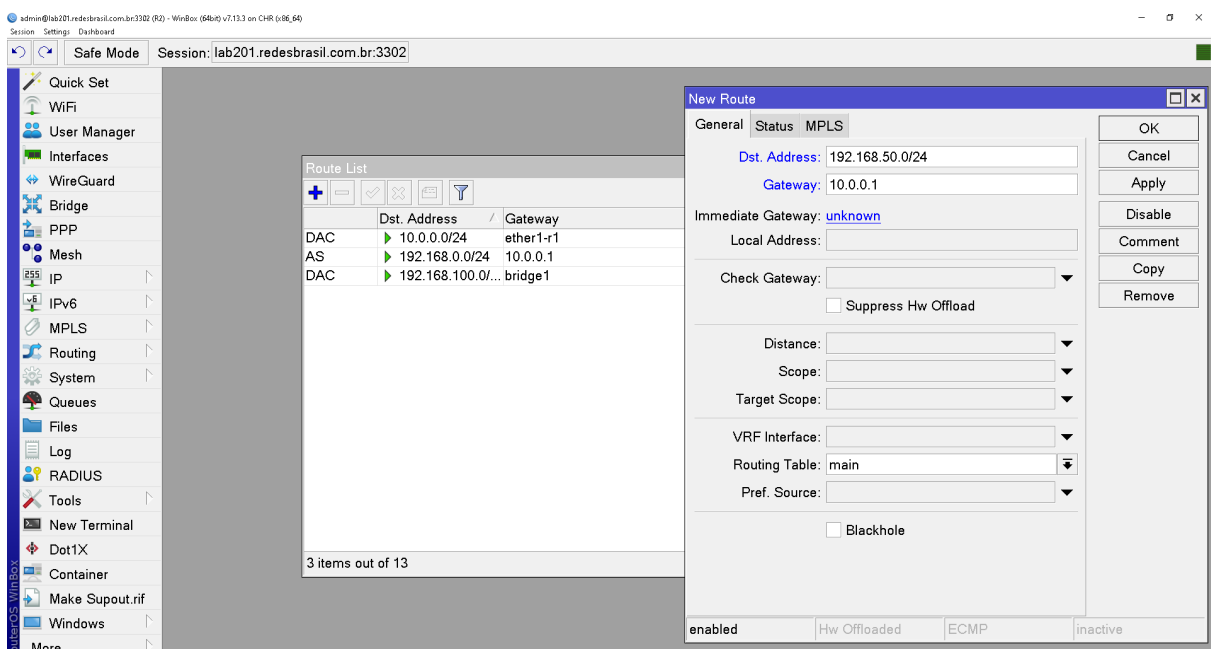 admin@lab201.redesbrasil.com.br:3302 (R2) - WinBox (64bit) v7.13.3 on CHR (x86_64)
Session Settings Dashboard
Safe Mode Session: lab201.redesbrasil.com.br:3302
Quick Set
WiFi
User Manager
Interfaces
WireGuard
Bridge
PPP
Mesh
255 IP
v6 IPv6
MPLS
Routing
System
Queues
Files
Log
RADIUS
Tools
New Terminal
Dot1X
Container
Make Supout.rif
Windows
More
uterOS WinBox
Route List
Dst. Address / Gateway
DAC 10.0.0.0/24 ether1-r1
AS 192.168.0.0/24 10.0.0.1
DAC 192.168.100.0/... bridge1
3 items out of 13
New Route
General Status MPLS
Dst. Address: 192.168.50.0/24
Gateway: 10.0.0.1
Immediate Gateway: unknown
Local Address:
Check Gateway:
Suppress Hw Offload
Distance:
Scope:
Target Scope:
VRF Interface:
Routing Table: main
Pref. Source:
Blackhole
OK
Cancel
Apply
Disable
Comment
Copy
Remove
enabled Hw Offloaded ECMP inactive